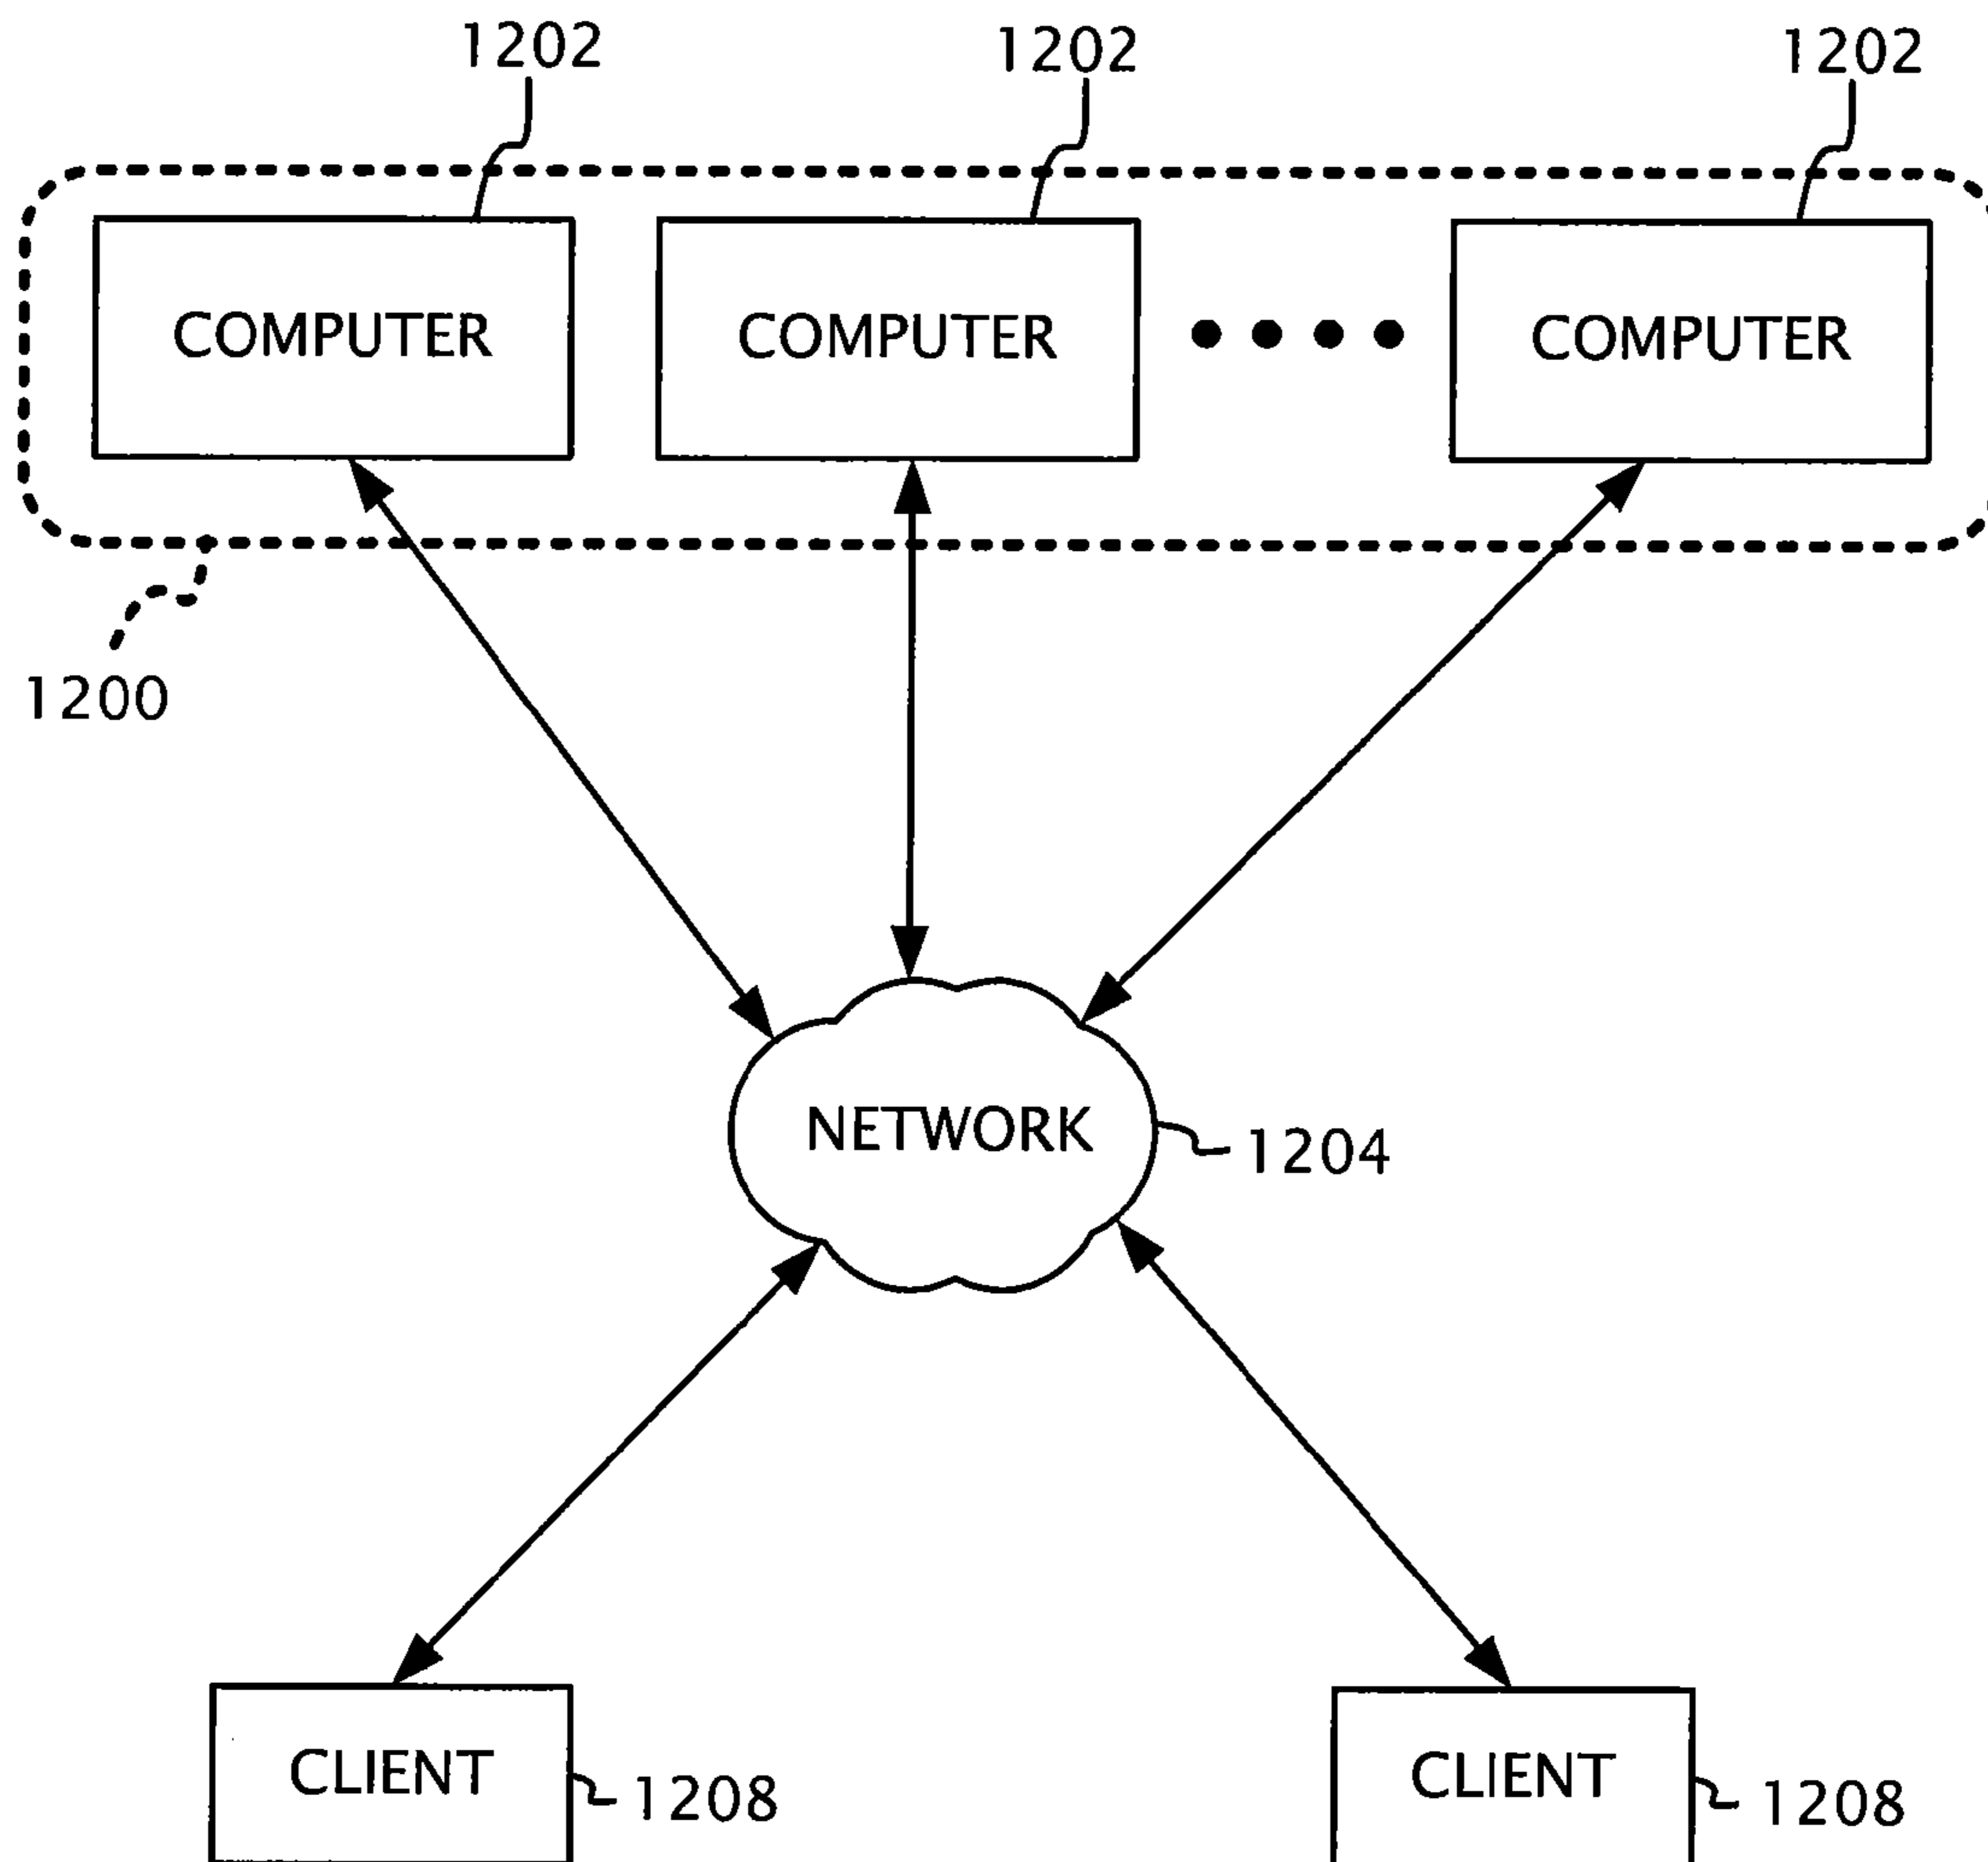 1202 1202 1202
COMPUTER COMPUTER COMPUTER
1200
NETWORK
1204
CLIENT CLIENT
1208 1208